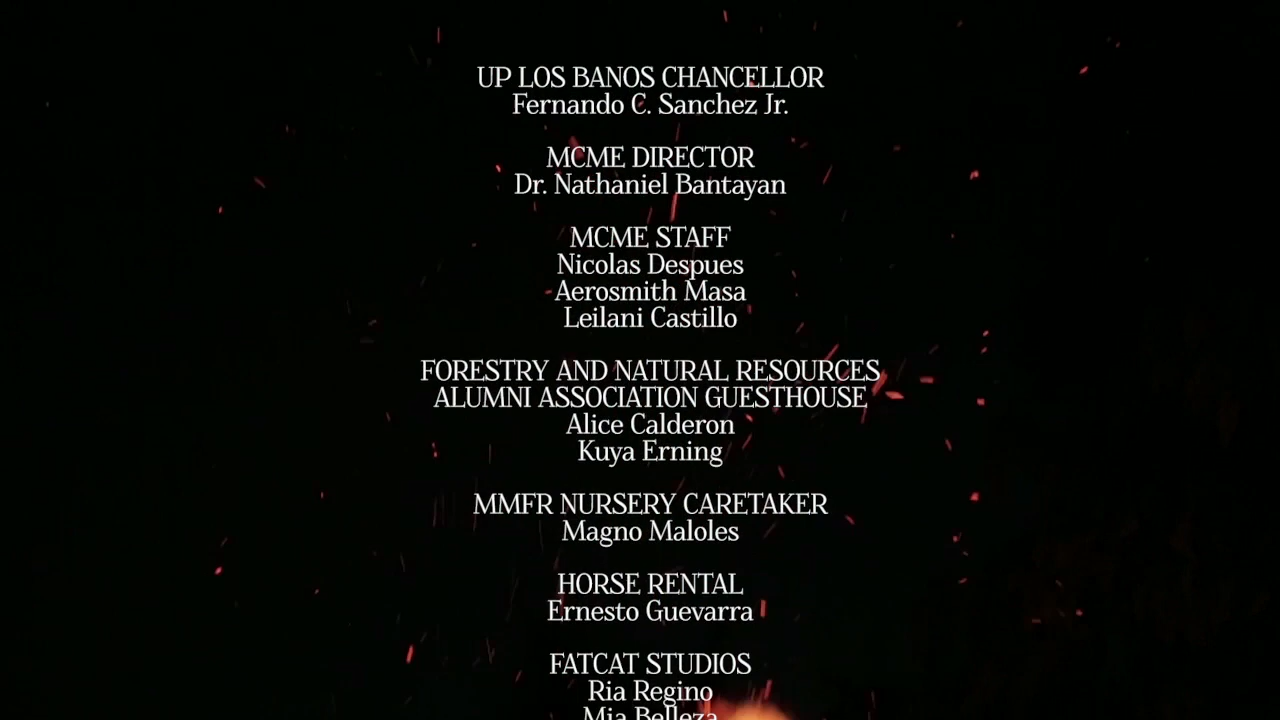 UP LOS BANOS CHANCELLOR
Fernando C. Sanchez Jr.
MCME DIRECTOR
Dr. Nathaniel Bantayan
MCME STAFF
Nicolas Despues
Aerosmith Masa
Leilani Castillo
FORESTRY AND NATURAL RESOURCES
ALUMNI ASSOCIATION GUESTHOUSE
Alice Calderon
Kuya Erning
MMFR NURSERY CARETAKER
Magno Maloles
HORSE RENTAL
Ernesto Guevarra
FATCAT STUDIOS
Ria Regino
Mia Belleza